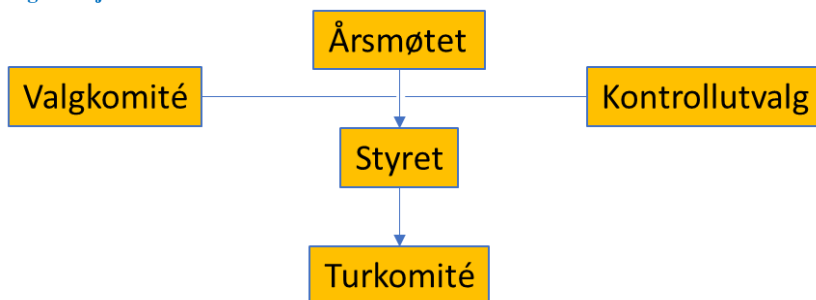 Årsmøtet
Valgkomité
Kontrollutvalg
Styret
Turkomité